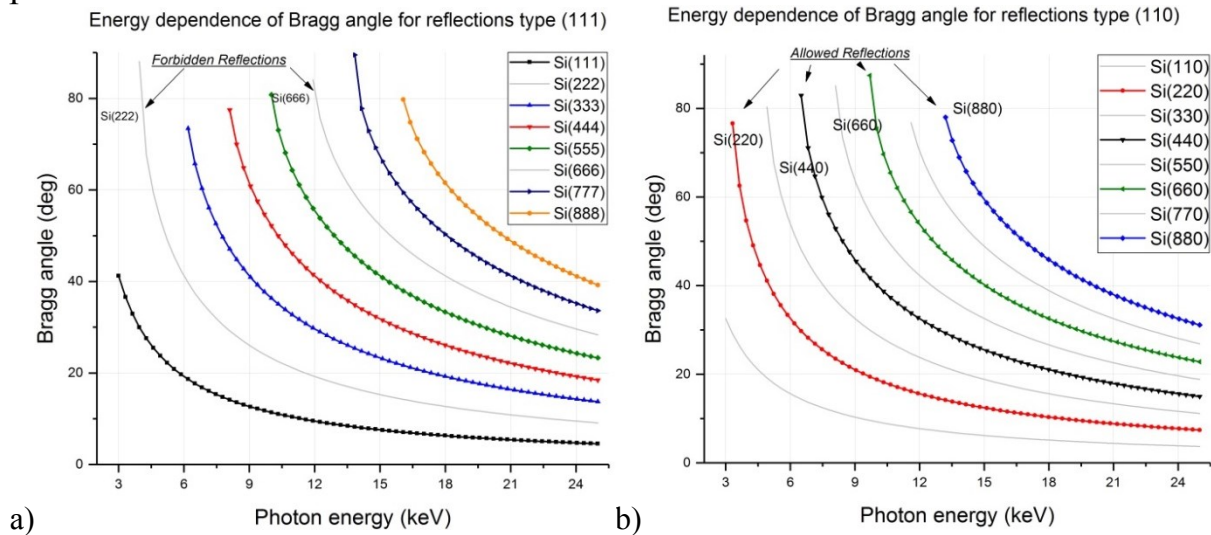 Energy dependence of Bragg angle for reflections type (111)
Forbidden Reflections
Si(111)
Si(222)
Si(333)
Si(444)
Si(555)
Si(666)
Si(777)
Si(888)
Si(222)
Si(666)
80
60
40
20
0
Bragg angle (deg)
3 6 9 12 15 18 21 24
Photon energy (keV)
a)
Energy dependence of Bragg angle for reflections type (110)
Allowed Reflections
Si(110)
Si(220)
Si(330)
Si(440)
Si(550)
Si(660)
Si(770)
Si(880)
Si(220)
Si(440)
Si(660)
Si(880)
80
60
40
20
0
Bragg angle (deg)
3 6 9 12 15 18 21 24
Photon energy (keV)
b)